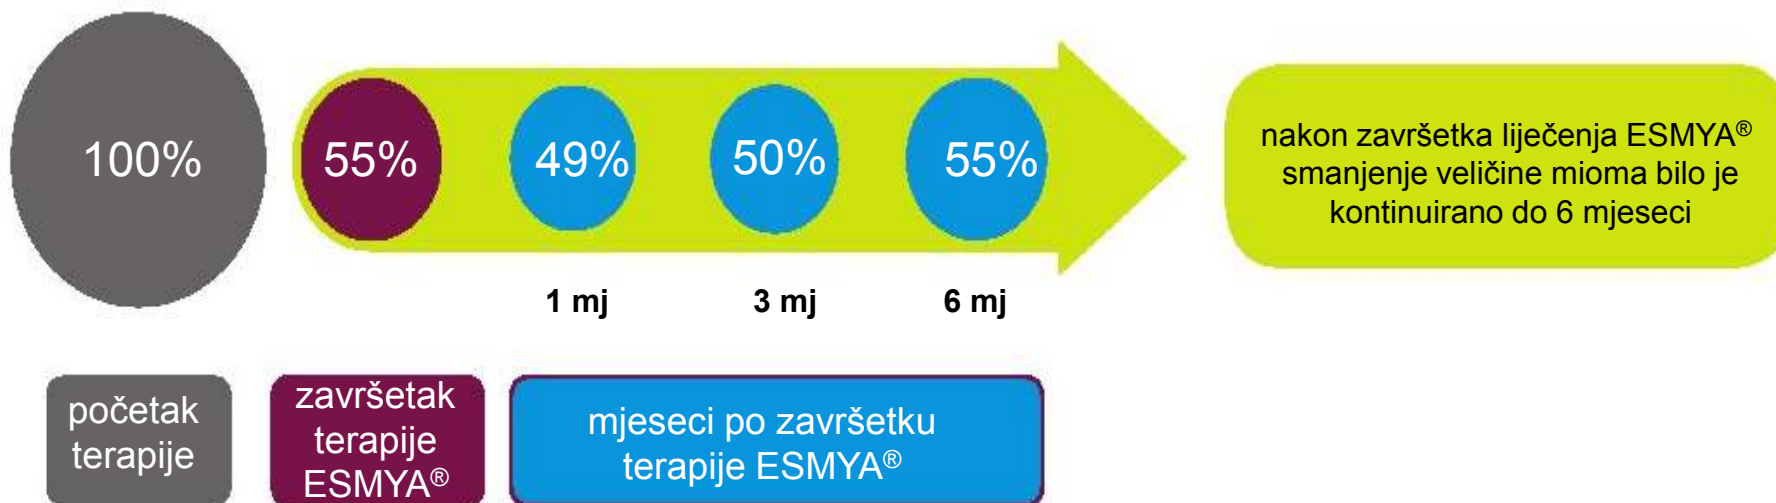 100%
55%
49%
50%
55%
nakon završetka liječenja ESMYA®
smanjenje veličine mioma bilo je
kontinuirano do 6 mjeseci
1 mj
3 mj
6 mj
početak
terapije
završetak
terapije
ESMYA®
mjeseci po završetku
terapije ESMYA®